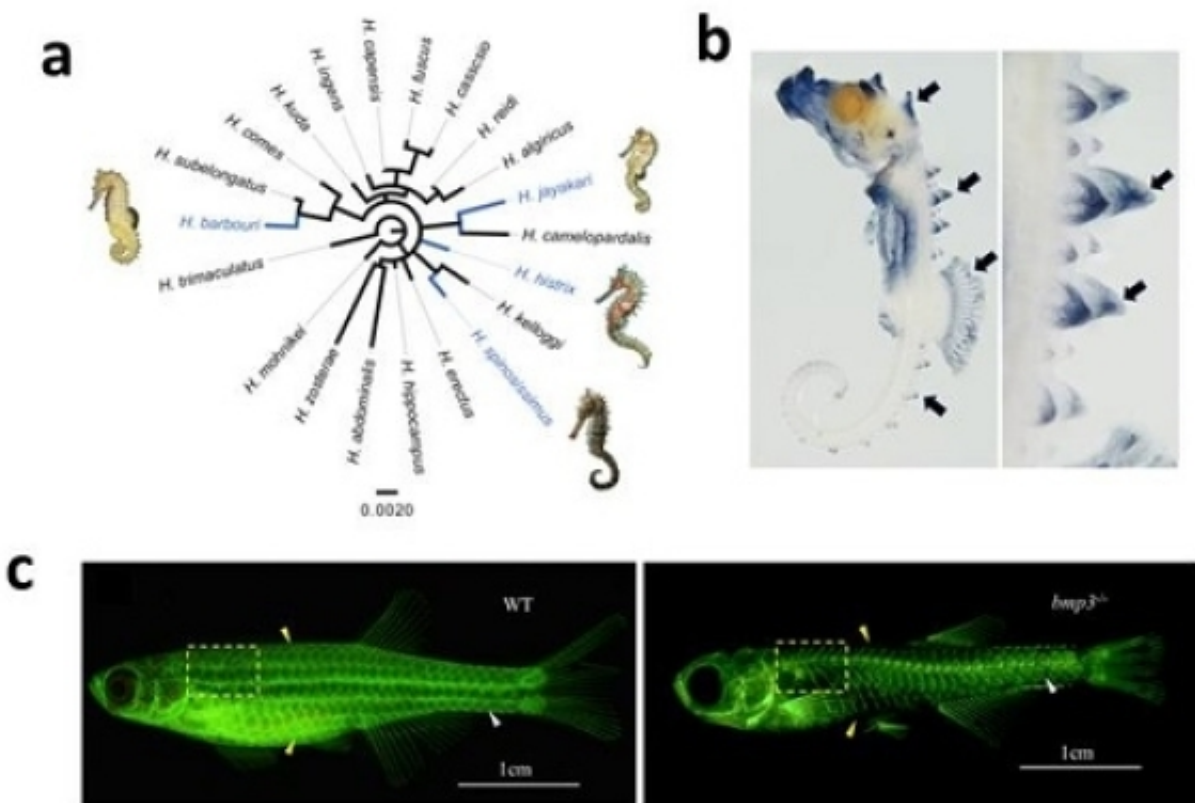 a
H. capensis
H. fuscus
H. ingens
H. casscsio
H. kuda
H. reidi
H. comes
H. algiricus
H. subelongatus
H. jayakari
H. barbouri
H. camelopardalis
H. trimaculatus
H. histrix
H. kelloggi
H. mohnikei
H. spinosissimus
H. zosterae
H. erectus
H. abdominalis
H. hippocampus
0.0020
b
c
WT
1cm
bmp3-/-
1cm